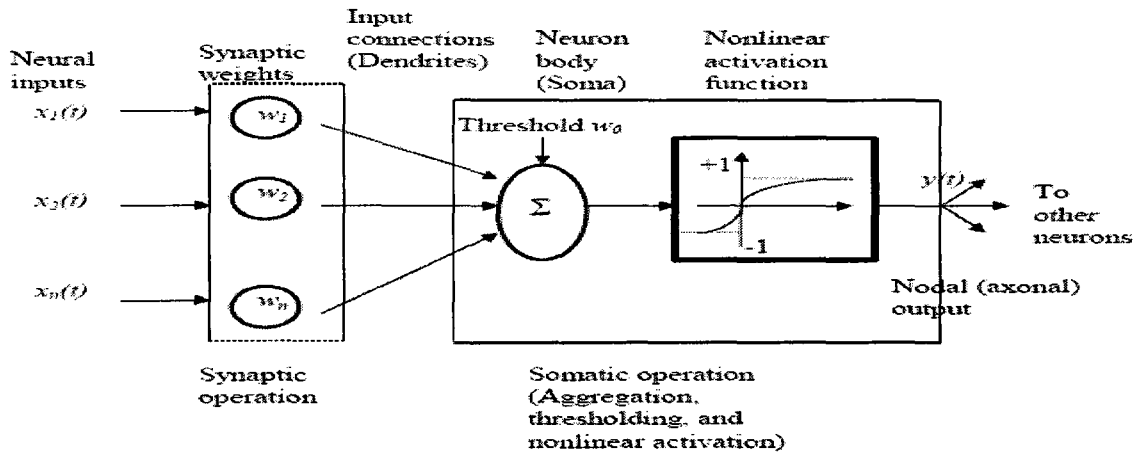 Neural
inputs
Synaptic
weights
Input
connections
(Dendrites)
Neuron
body
(Soma)
Nonlinear
activation
function
x₁(t)
w₁
Threshold w₀
+1
y(t)
x₂(t)
w₂
Σ
-1
To
other
neurons
xₙ(t)
wₙ
Nodal (axonal)
output
Synaptic
operation
Somatic operation
(Aggregation,
thresholding, and
nonlinear activation)